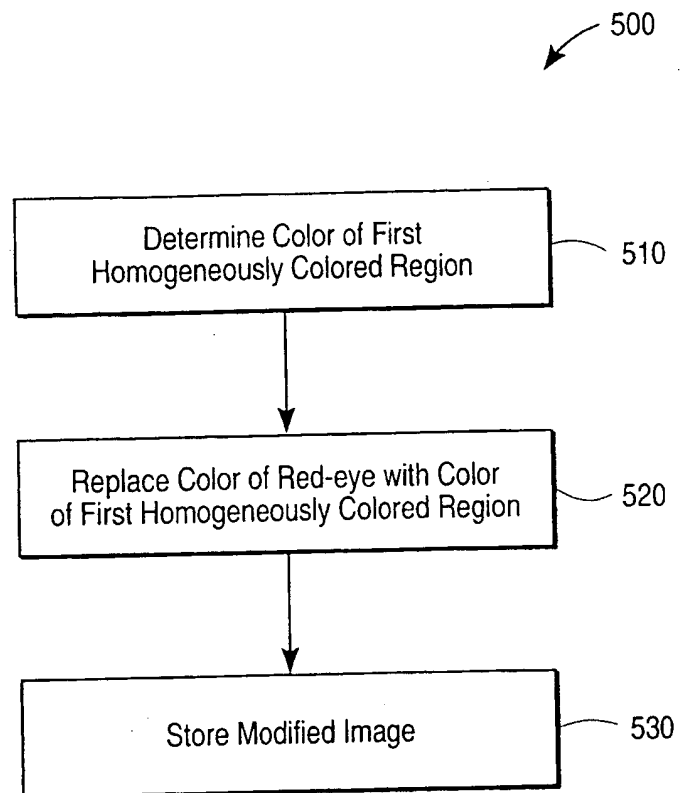 500
Determine Color of First
Homogeneously Colored Region
510
Replace Color of Red-eye with Color
of First Homogeneously Colored Region
520
Store Modified Image
530